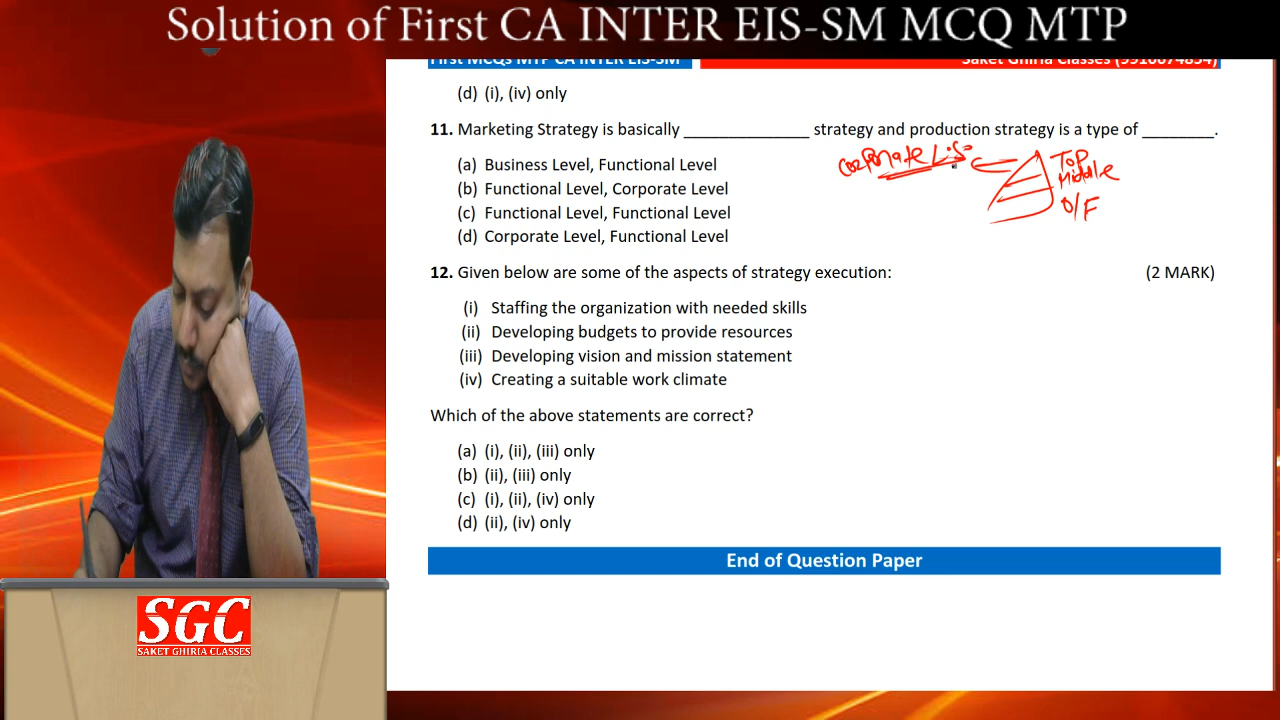 Solution of First CA INTER EIS-SM MCQ MTP
First MCQs MTP CA INTER EIS-SM Saket Ghiria Classes (9910674854)
(d) (i), (iv) only
11. Marketing Strategy is basically ______________ strategy and production strategy is a type of ________.
(a) Business Level, Functional Level
(b) Functional Level, Corporate Level
(c) Functional Level, Functional Level
(d) Corporate Level, Functional Level
Corporate L.S.
Top
Middle
O/F
12. Given below are some of the aspects of strategy execution: (2 MARK)
(i) Staffing the organization with needed skills
(ii) Developing budgets to provide resources
(iii) Developing vision and mission statement
(iv) Creating a suitable work climate
Which of the above statements are correct?
(a) (i), (ii), (iii) only
(b) (ii), (iii) only
(c) (i), (ii), (iv) only
(d) (ii), (iv) only
End of Question Paper
SGC
SAKET GHIRIA CLASSES